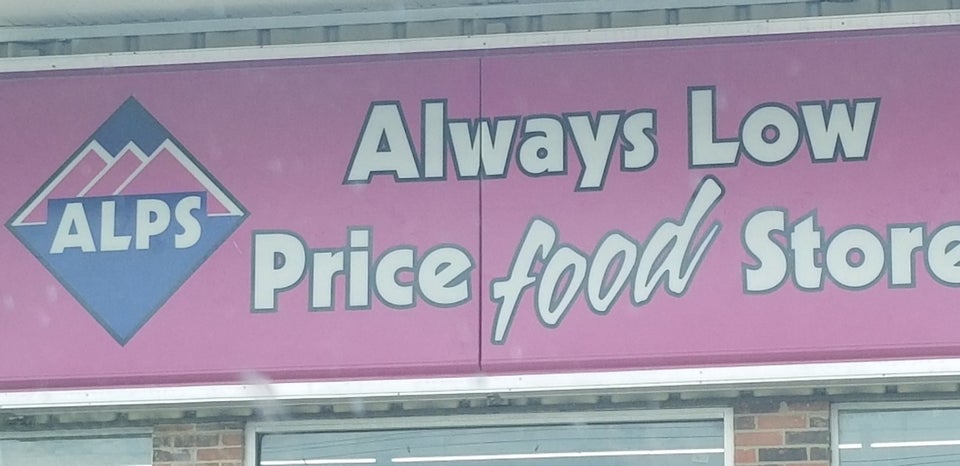 ALPS
Always Low
Price food Store